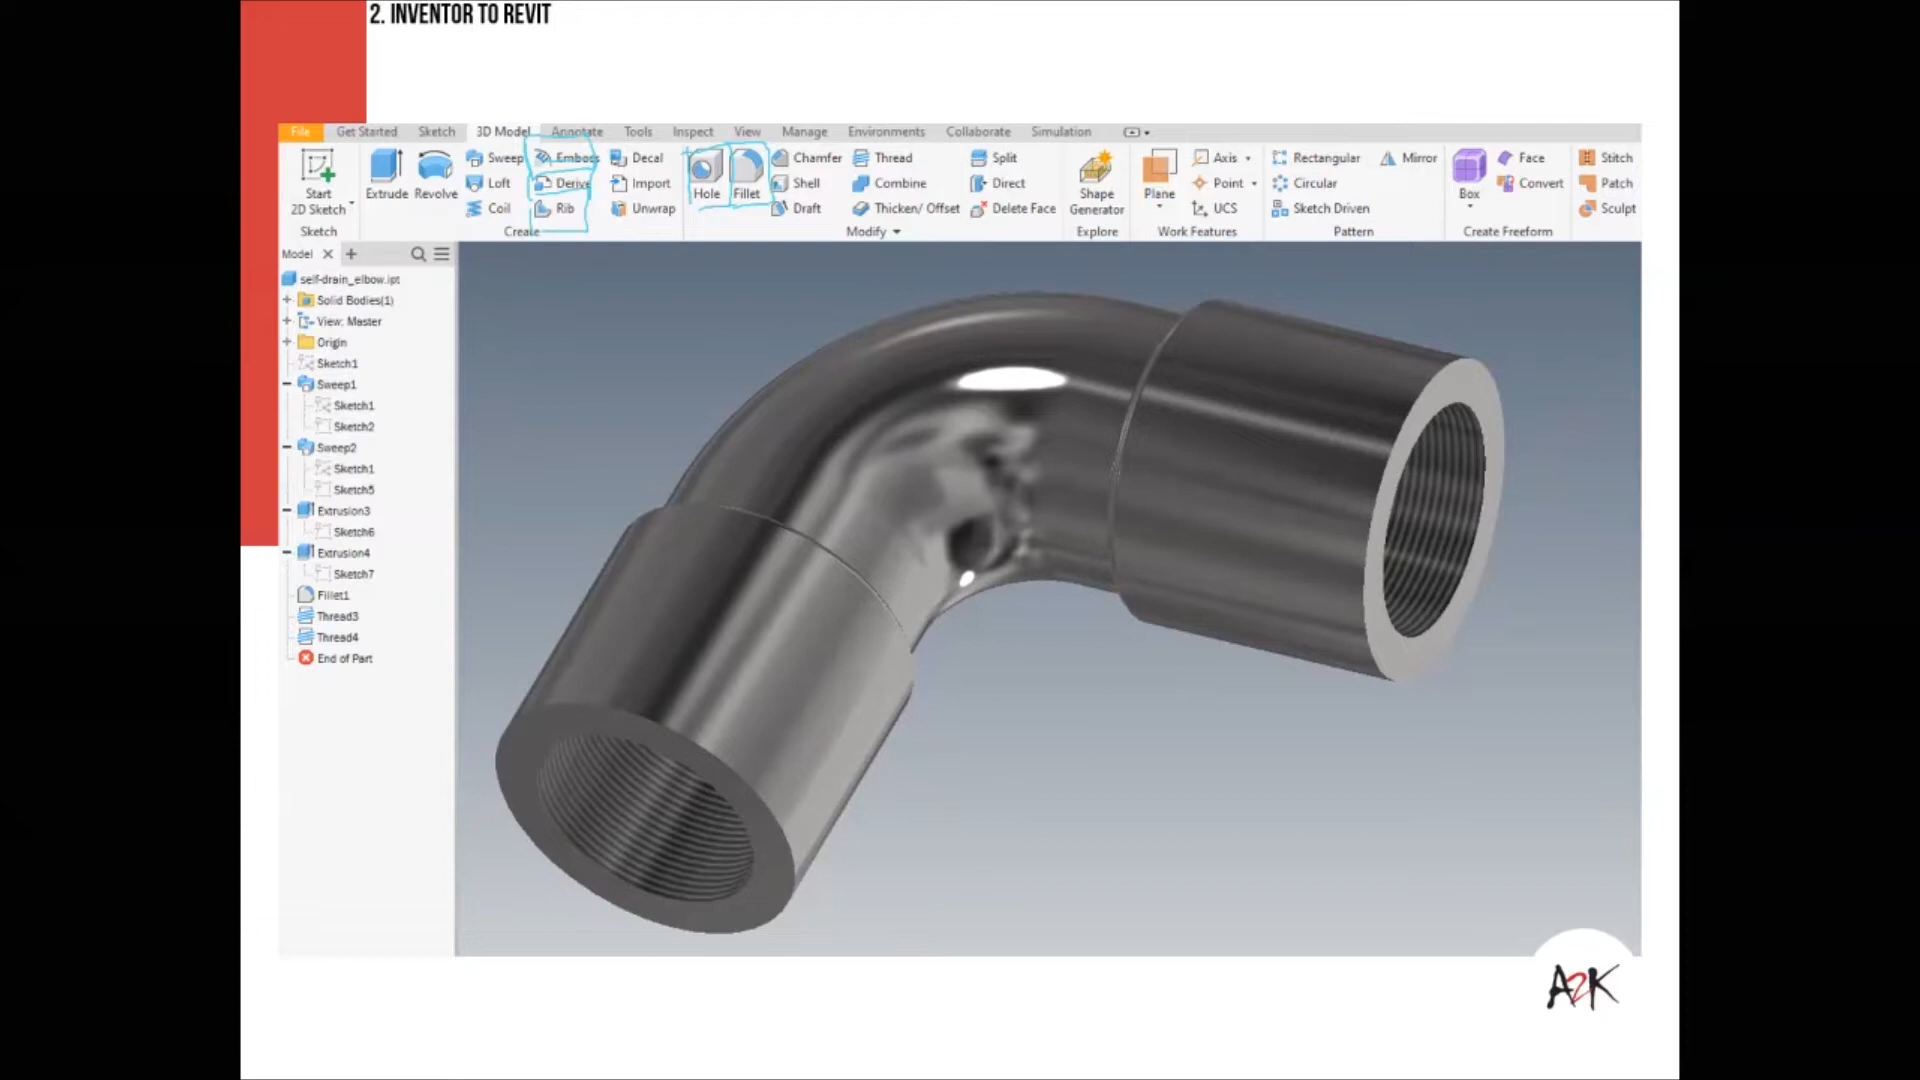 2. INVENTOR TO REVIT
File Get Started Sketch 3D Model Annotate Tools Inspect View Manage Environments Collaborate Simulation
Sweep Emboss Decal Chamfer Thread Split Axis Rectangular Mirror Face Stitch
Start 2D Sketch Extrude Revolve Loft Derive Import Hole Fillet Shell Combine Direct Shape Generator Plane Point Circular Box Convert Patch
Coil Rib Unwrap Draft Thicken/ Offset Delete Face UCS Sketch Driven Sculpt
Sketch Create Modify Explore Work Features Pattern Create Freeform
Model
self-drain_elbow.ipt
Solid Bodies(1)
View: Master
Origin
Sketch1
Sweep1
Sketch1
Sketch2
Sweep2
Sketch1
Sketch5
Extrusion3
Sketch6
Extrusion4
Sketch7
Fillet1
Thread3
Thread4
End of Part
A2K